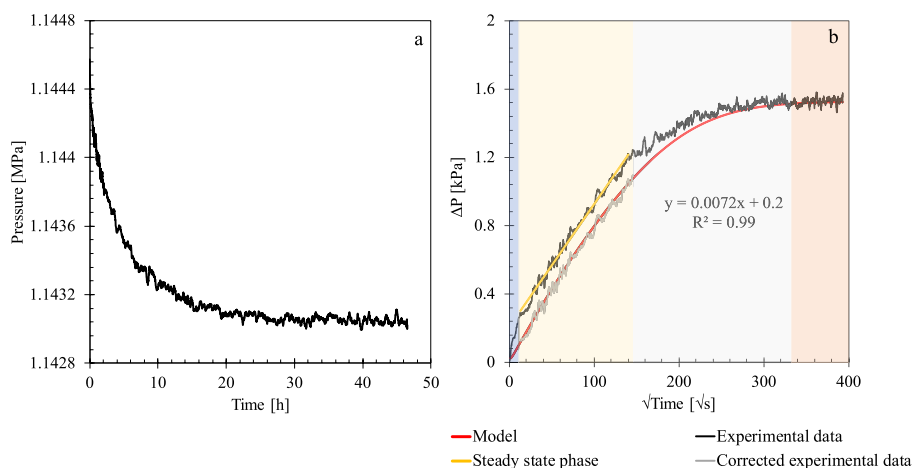 a
1.1448
1.1444
1.144
1.1436
1.1432
1.1428
Pressure [MPa]
0 10 20 30 40 50
Time [h]
b
2
1.6
1.2
0.8
0.4
0
ΔP [kPa]
y = 0.0072x + 0.2
R² = 0.99
0 100 200 300 400
√Time [√s]
Model
Experimental data
Steady state phase
Corrected experimental data